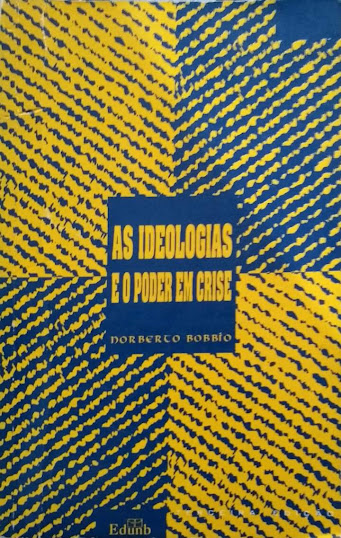 AS IDEOLOGIAS
E O PODER EM CRISE
NORBERTO BOBBIO
Edunb